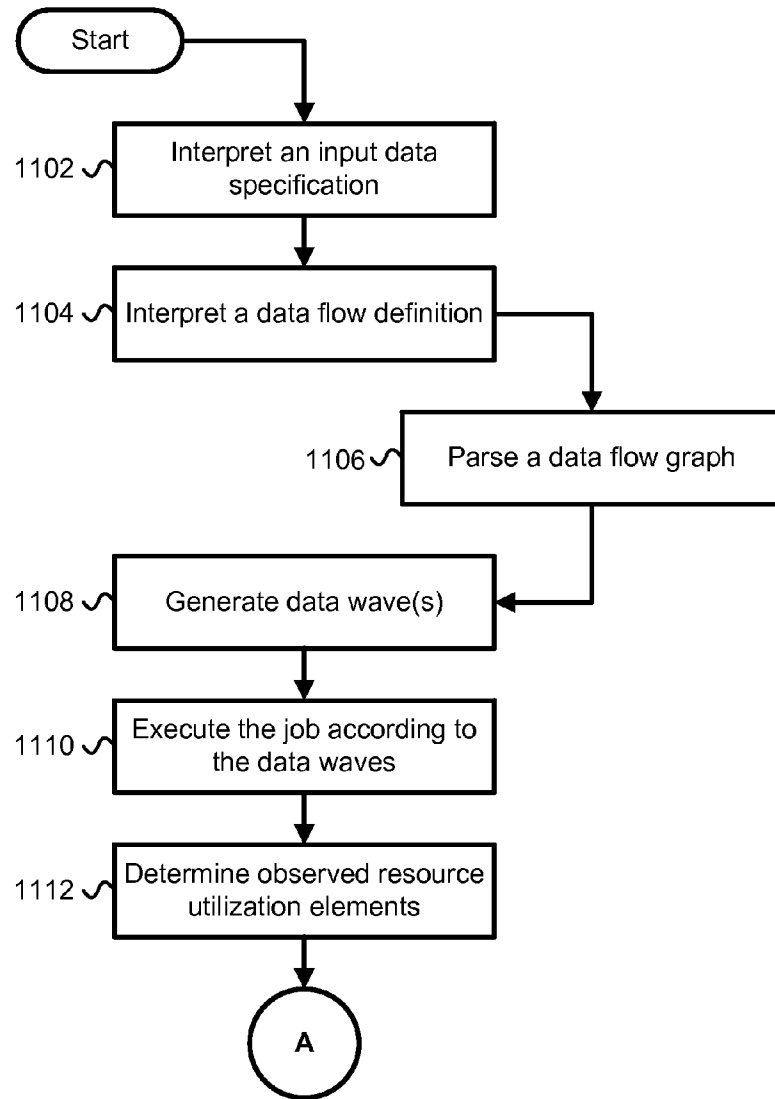 Start
1102
Interpret an input data
specification
1104
Interpret a data flow definition
1106
Parse a data flow graph
1108
Generate data wave(s)
1110
Execute the job according to
the data waves
1112
Determine observed resource
utilization elements
A